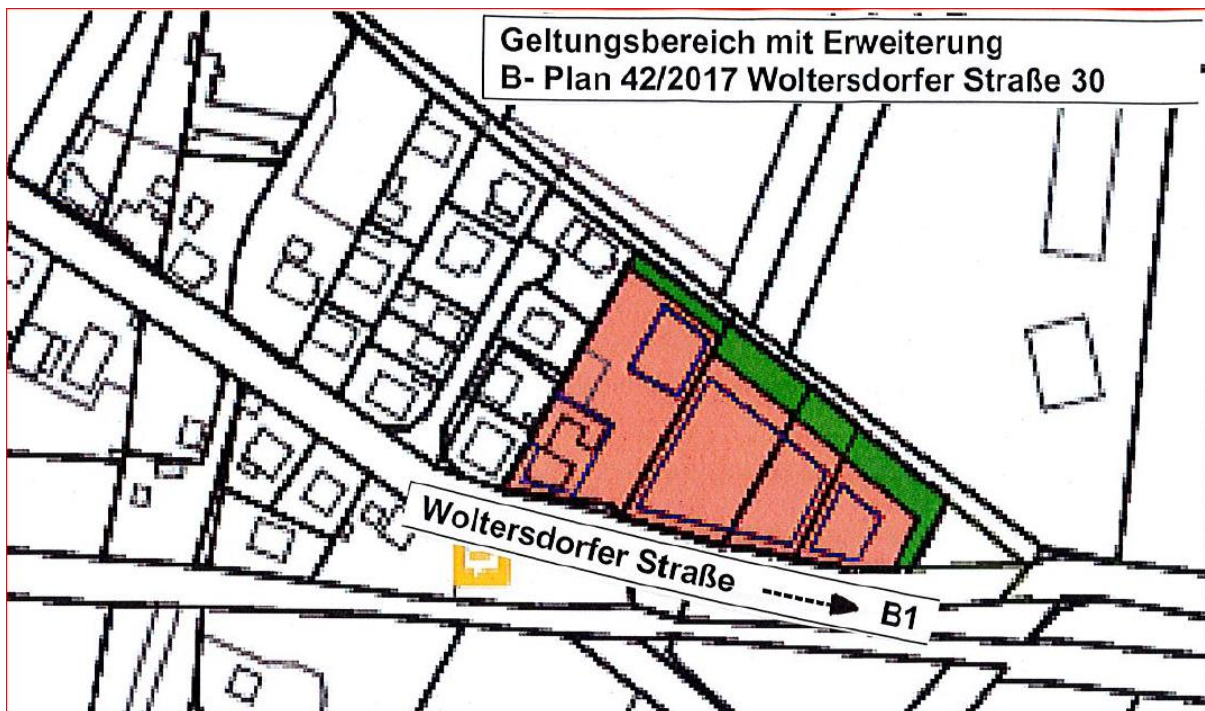 Geltungsbereich mit Erweiterung
B- Plan 42/2017 Woltersdorfer Straße 30
Woltersdorfer Straße
B1